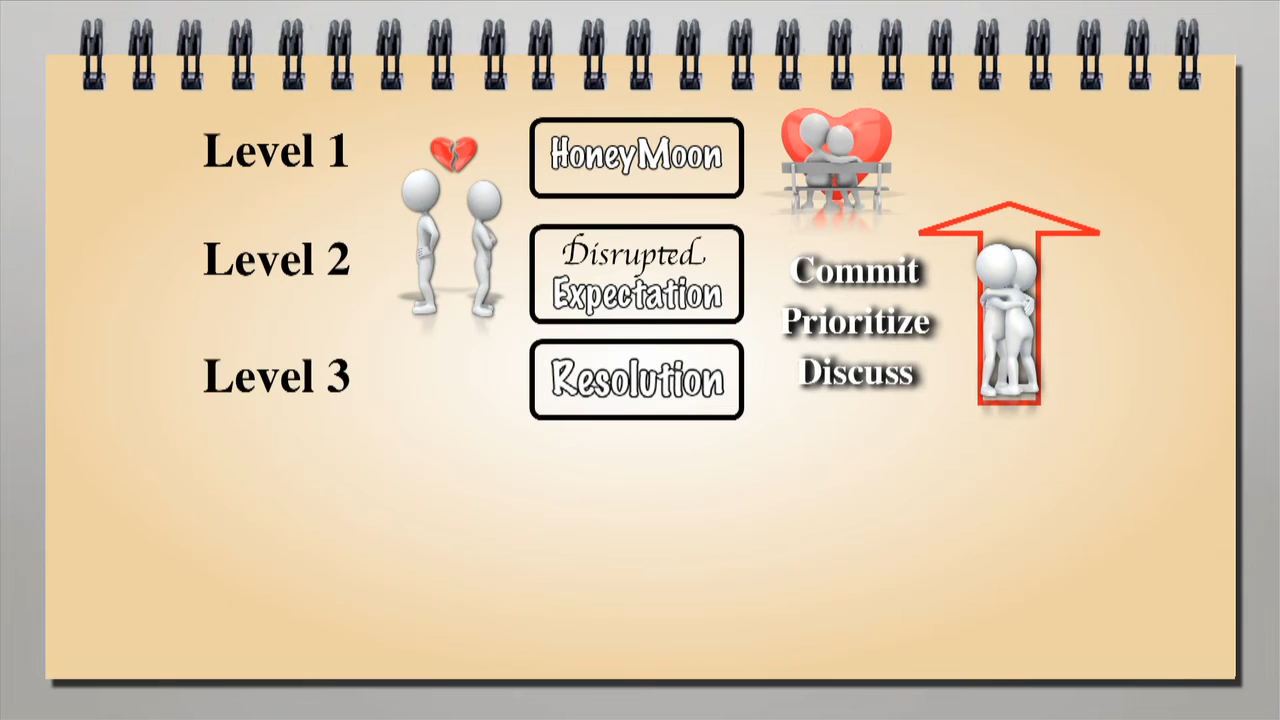 Level 1
HoneyMoon
Level 2
Disrupted
Expectation
Commit
Prioritize
Discuss
Level 3
Resolution